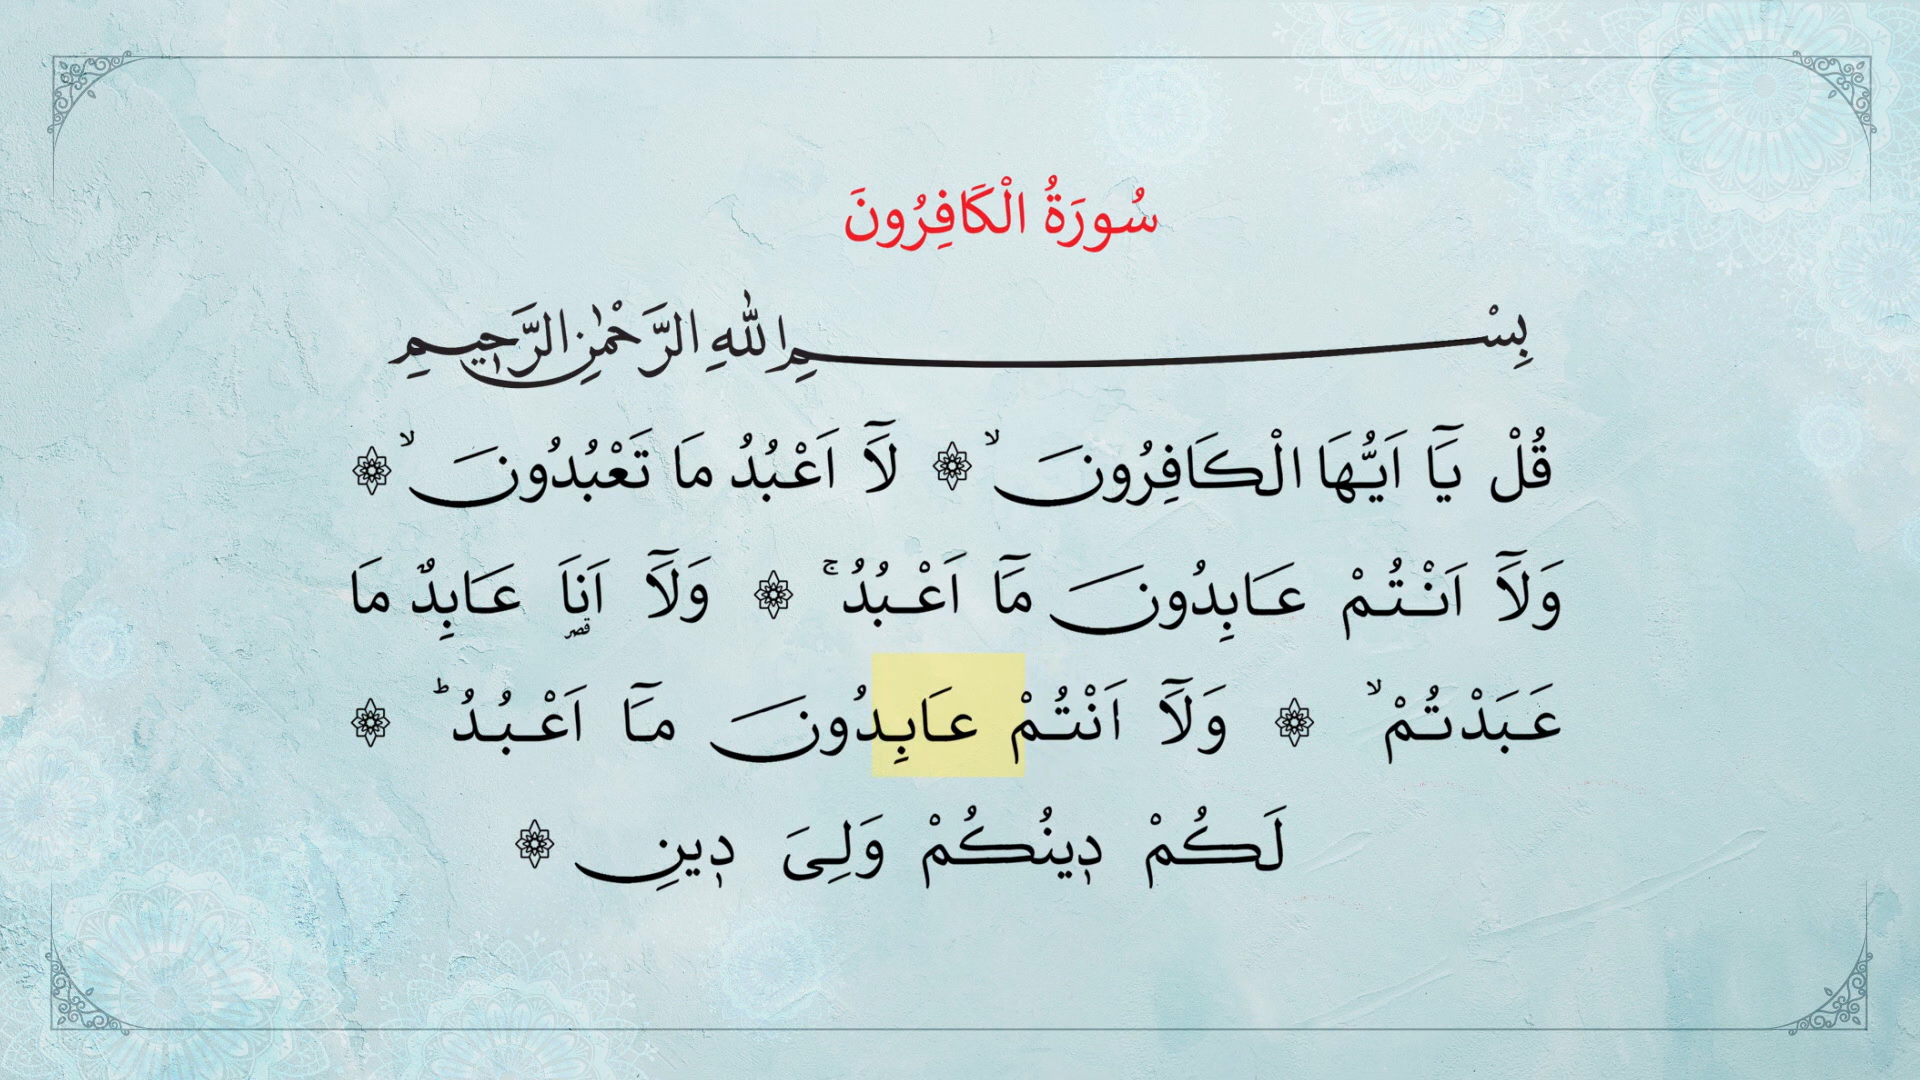 سُورَةُ الْكَافِرُونَ
بِسْمِ اللّٰهِ الرَّحْمٰنِ الرَّحِيمِ
قُلْ يَٓا اَيُّهَا الْكَافِرُونَۙ ۞ لَٓا اَعْبُدُ مَا تَعْبُدُونَۙ ۞
وَلَٓا اَنْتُمْ عَابِدُونَ مَٓا اَعْبُدُۚ ۞ وَلَٓا اَنَا۬ عَابِدٌ مَا
عَبَدْتُمْۙ ۞ وَلَٓا اَنْتُمْ عَابِدُونَ مَٓا اَعْبُدُۜ ۞
لَكُمْ دِينُكُمْ وَلِىَ دِينِ ۞